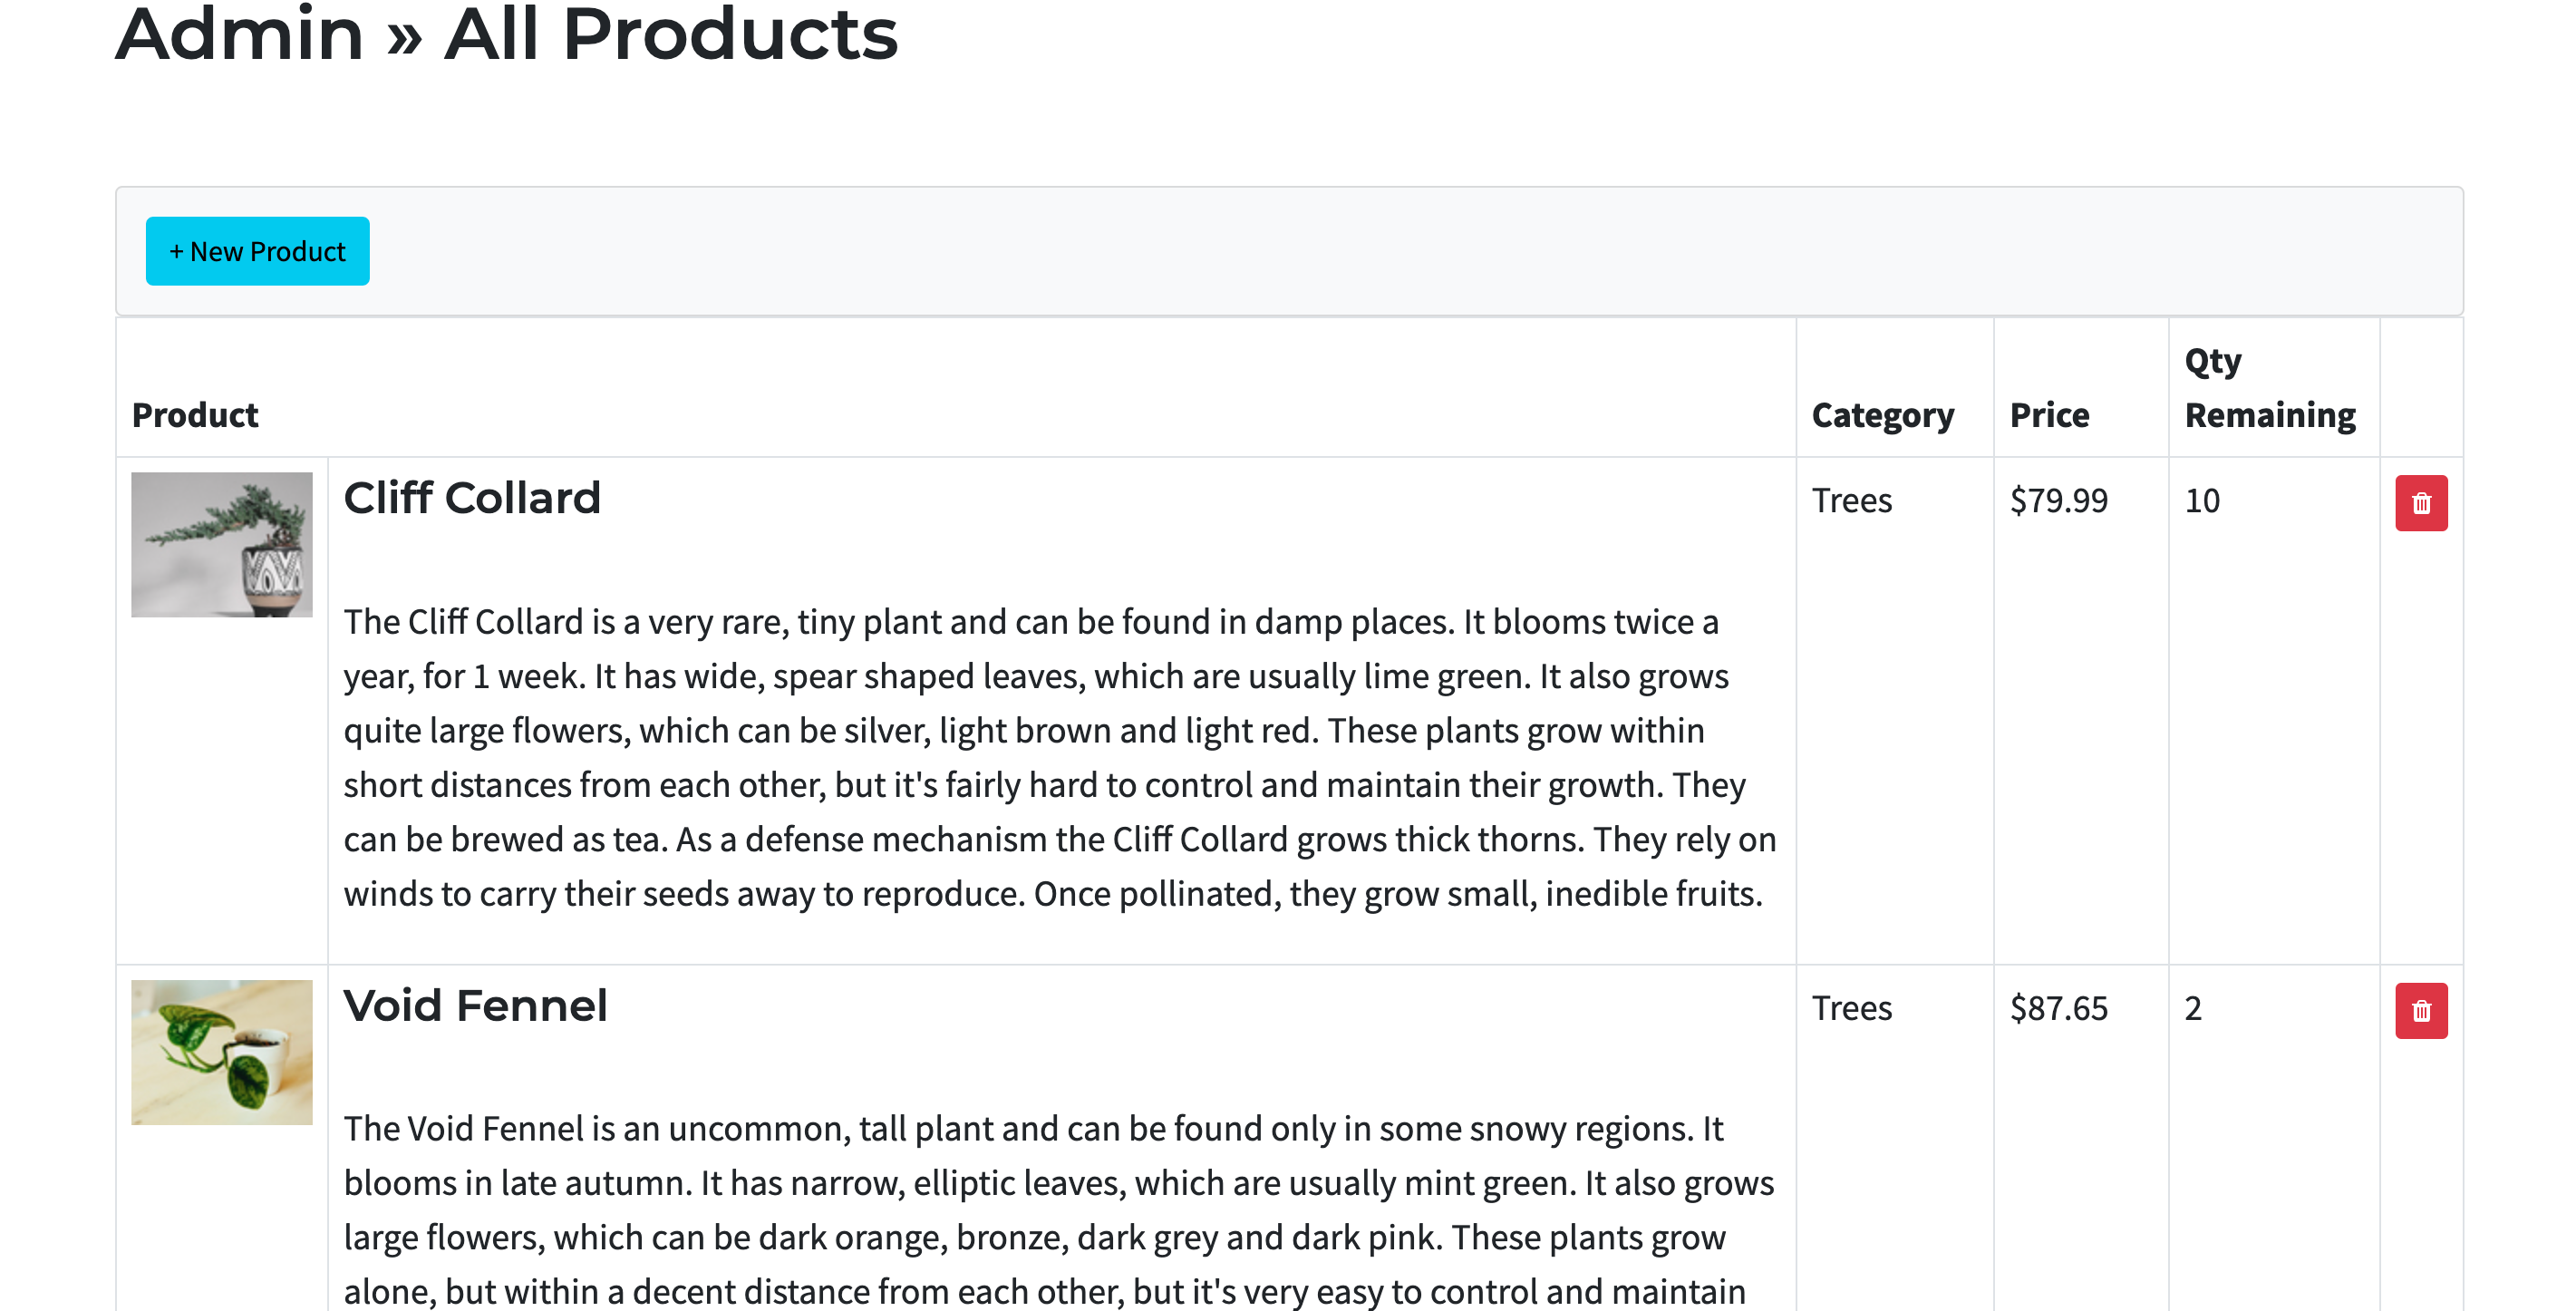 Admin » All Products
+ New Product
Product
Category
Price
Qty
Remaining
Cliff Collard
The Cliff Collard is a very rare, tiny plant and can be found in damp places. It blooms twice a
year, for 1 week. It has wide, spear shaped leaves, which are usually lime green. It also grows
quite large flowers, which can be silver, light brown and light red. These plants grow within
short distances from each other, but it's fairly hard to control and maintain their growth. They
can be brewed as tea. As a defense mechanism the Cliff Collard grows thick thorns. They rely on
winds to carry their seeds away to reproduce. Once pollinated, they grow small, inedible fruits.
Trees
$79.99
10
Void Fennel
The Void Fennel is an uncommon, tall plant and can be found only in some snowy regions. It
blooms in late autumn. It has narrow, elliptic leaves, which are usually mint green. It also grows
large flowers, which can be dark orange, bronze, dark grey and dark pink. These plants grow
alone, but within a decent distance from each other, but it's very easy to control and maintain
Trees
$87.65
2